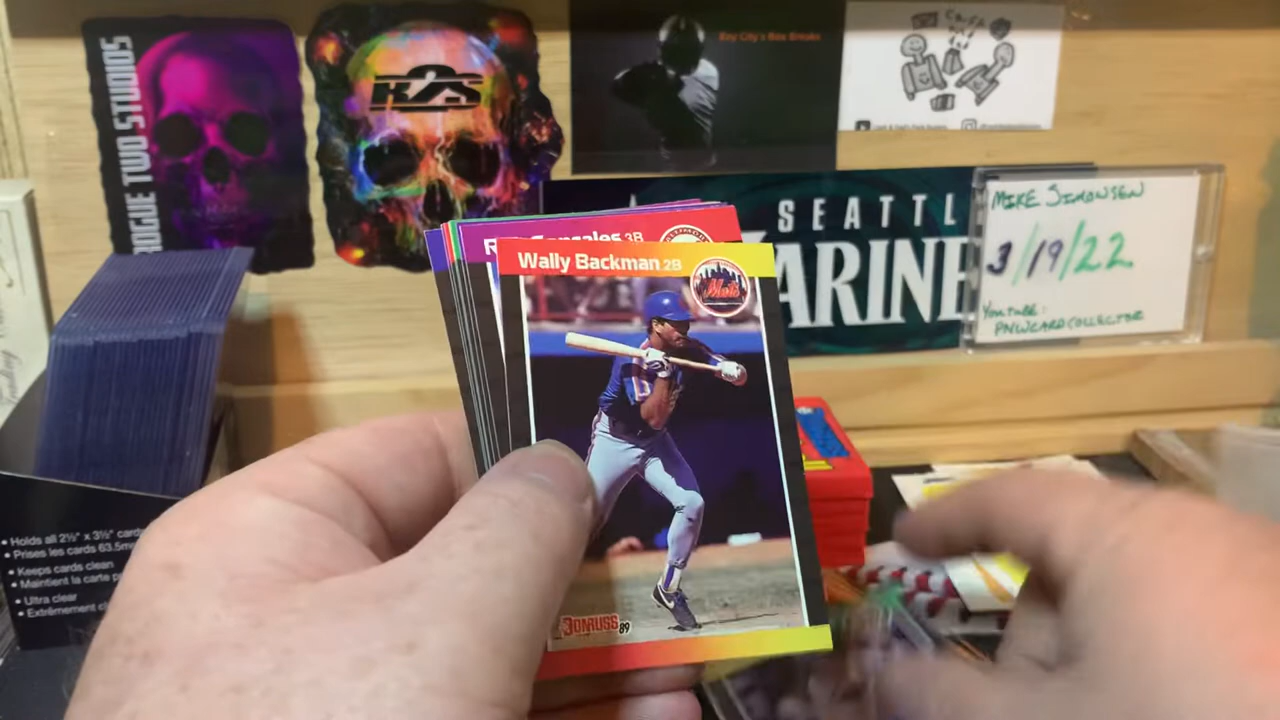 ROGUE TWO STUDIOS
R2S
Bay City's Box Breaks
SEATTL
MARINE
MIKE SIMONSEN
3/19/22
YOUTUBE:
PNWCARDCOLLECTOR
Gonzales 3B
Wally Backman 2B
Mets
DONRUSS 89
• Holds all 2½" x 3½" card
• Prises les cards 63.5m
• Keeps cards clean
• Maintient la carte p
• Ultra clear
• Extrêmement cl